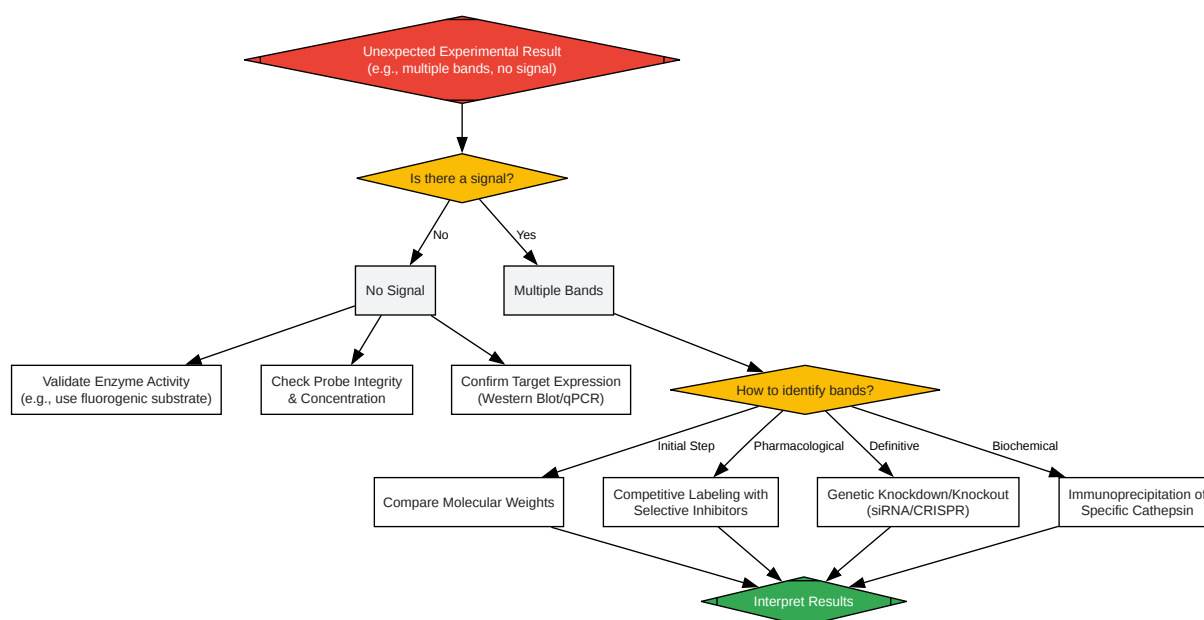 Unexpected Experimental Result
(e.g., multiple bands, no signal)
Is there a signal?
No
Yes
No Signal
Multiple Bands
Validate Enzyme Activity
(e.g., use fluorogenic substrate)
Check Probe Integrity
& Concentration
Confirm Target Expression
(Western Blot/qPCR)
How to identify bands?
Initial Step
Pharmacological
Definitive
Biochemical
Compare Molecular Weights
Competitive Labeling with
Selective Inhibitors
Genetic Knockdown/Knockout
(siRNA/CRISPR)
Immunoprecipitation of
Specific Cathepsin
Interpret Results